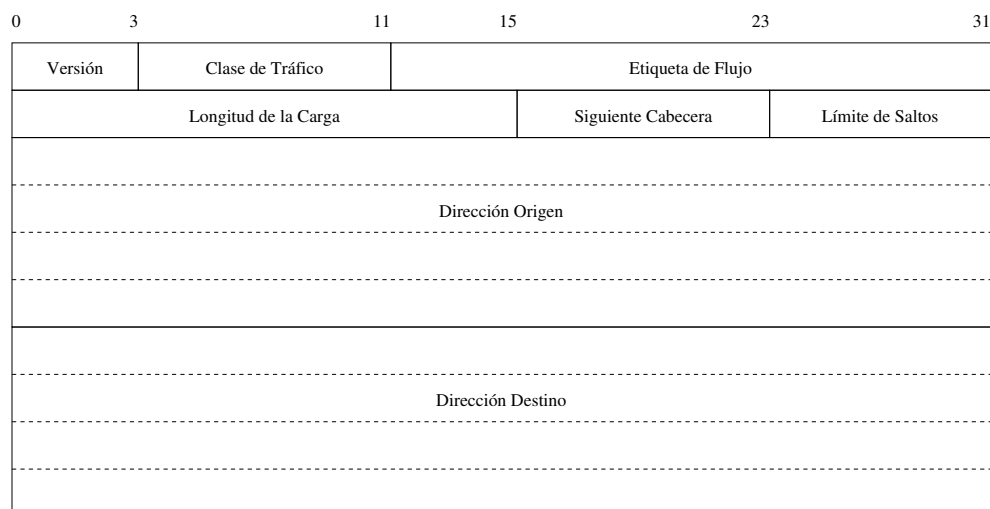 0 3 11 15 23 31
Versión Clase de Tráfico Etiqueta de Flujo
Longitud de la Carga Siguiente Cabecera Límite de Saltos
Dirección Origen
Dirección Destino